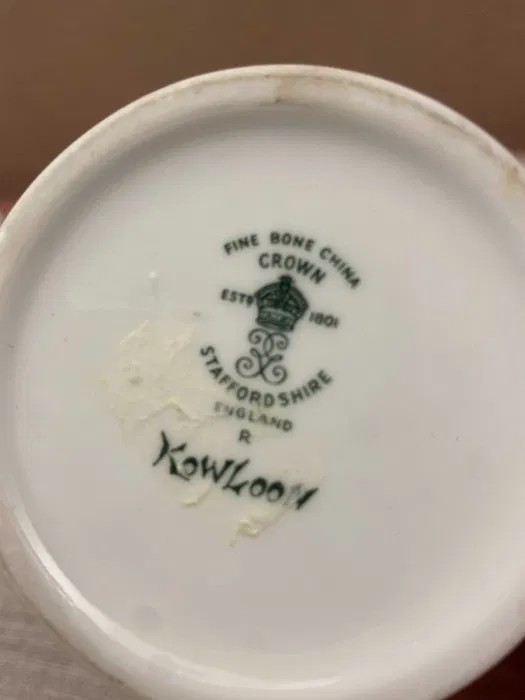 FINE BONE CHINA
CROWN
ESTD 1801
STAFFORDSHIRE
ENGLAND
R
KOWLOON